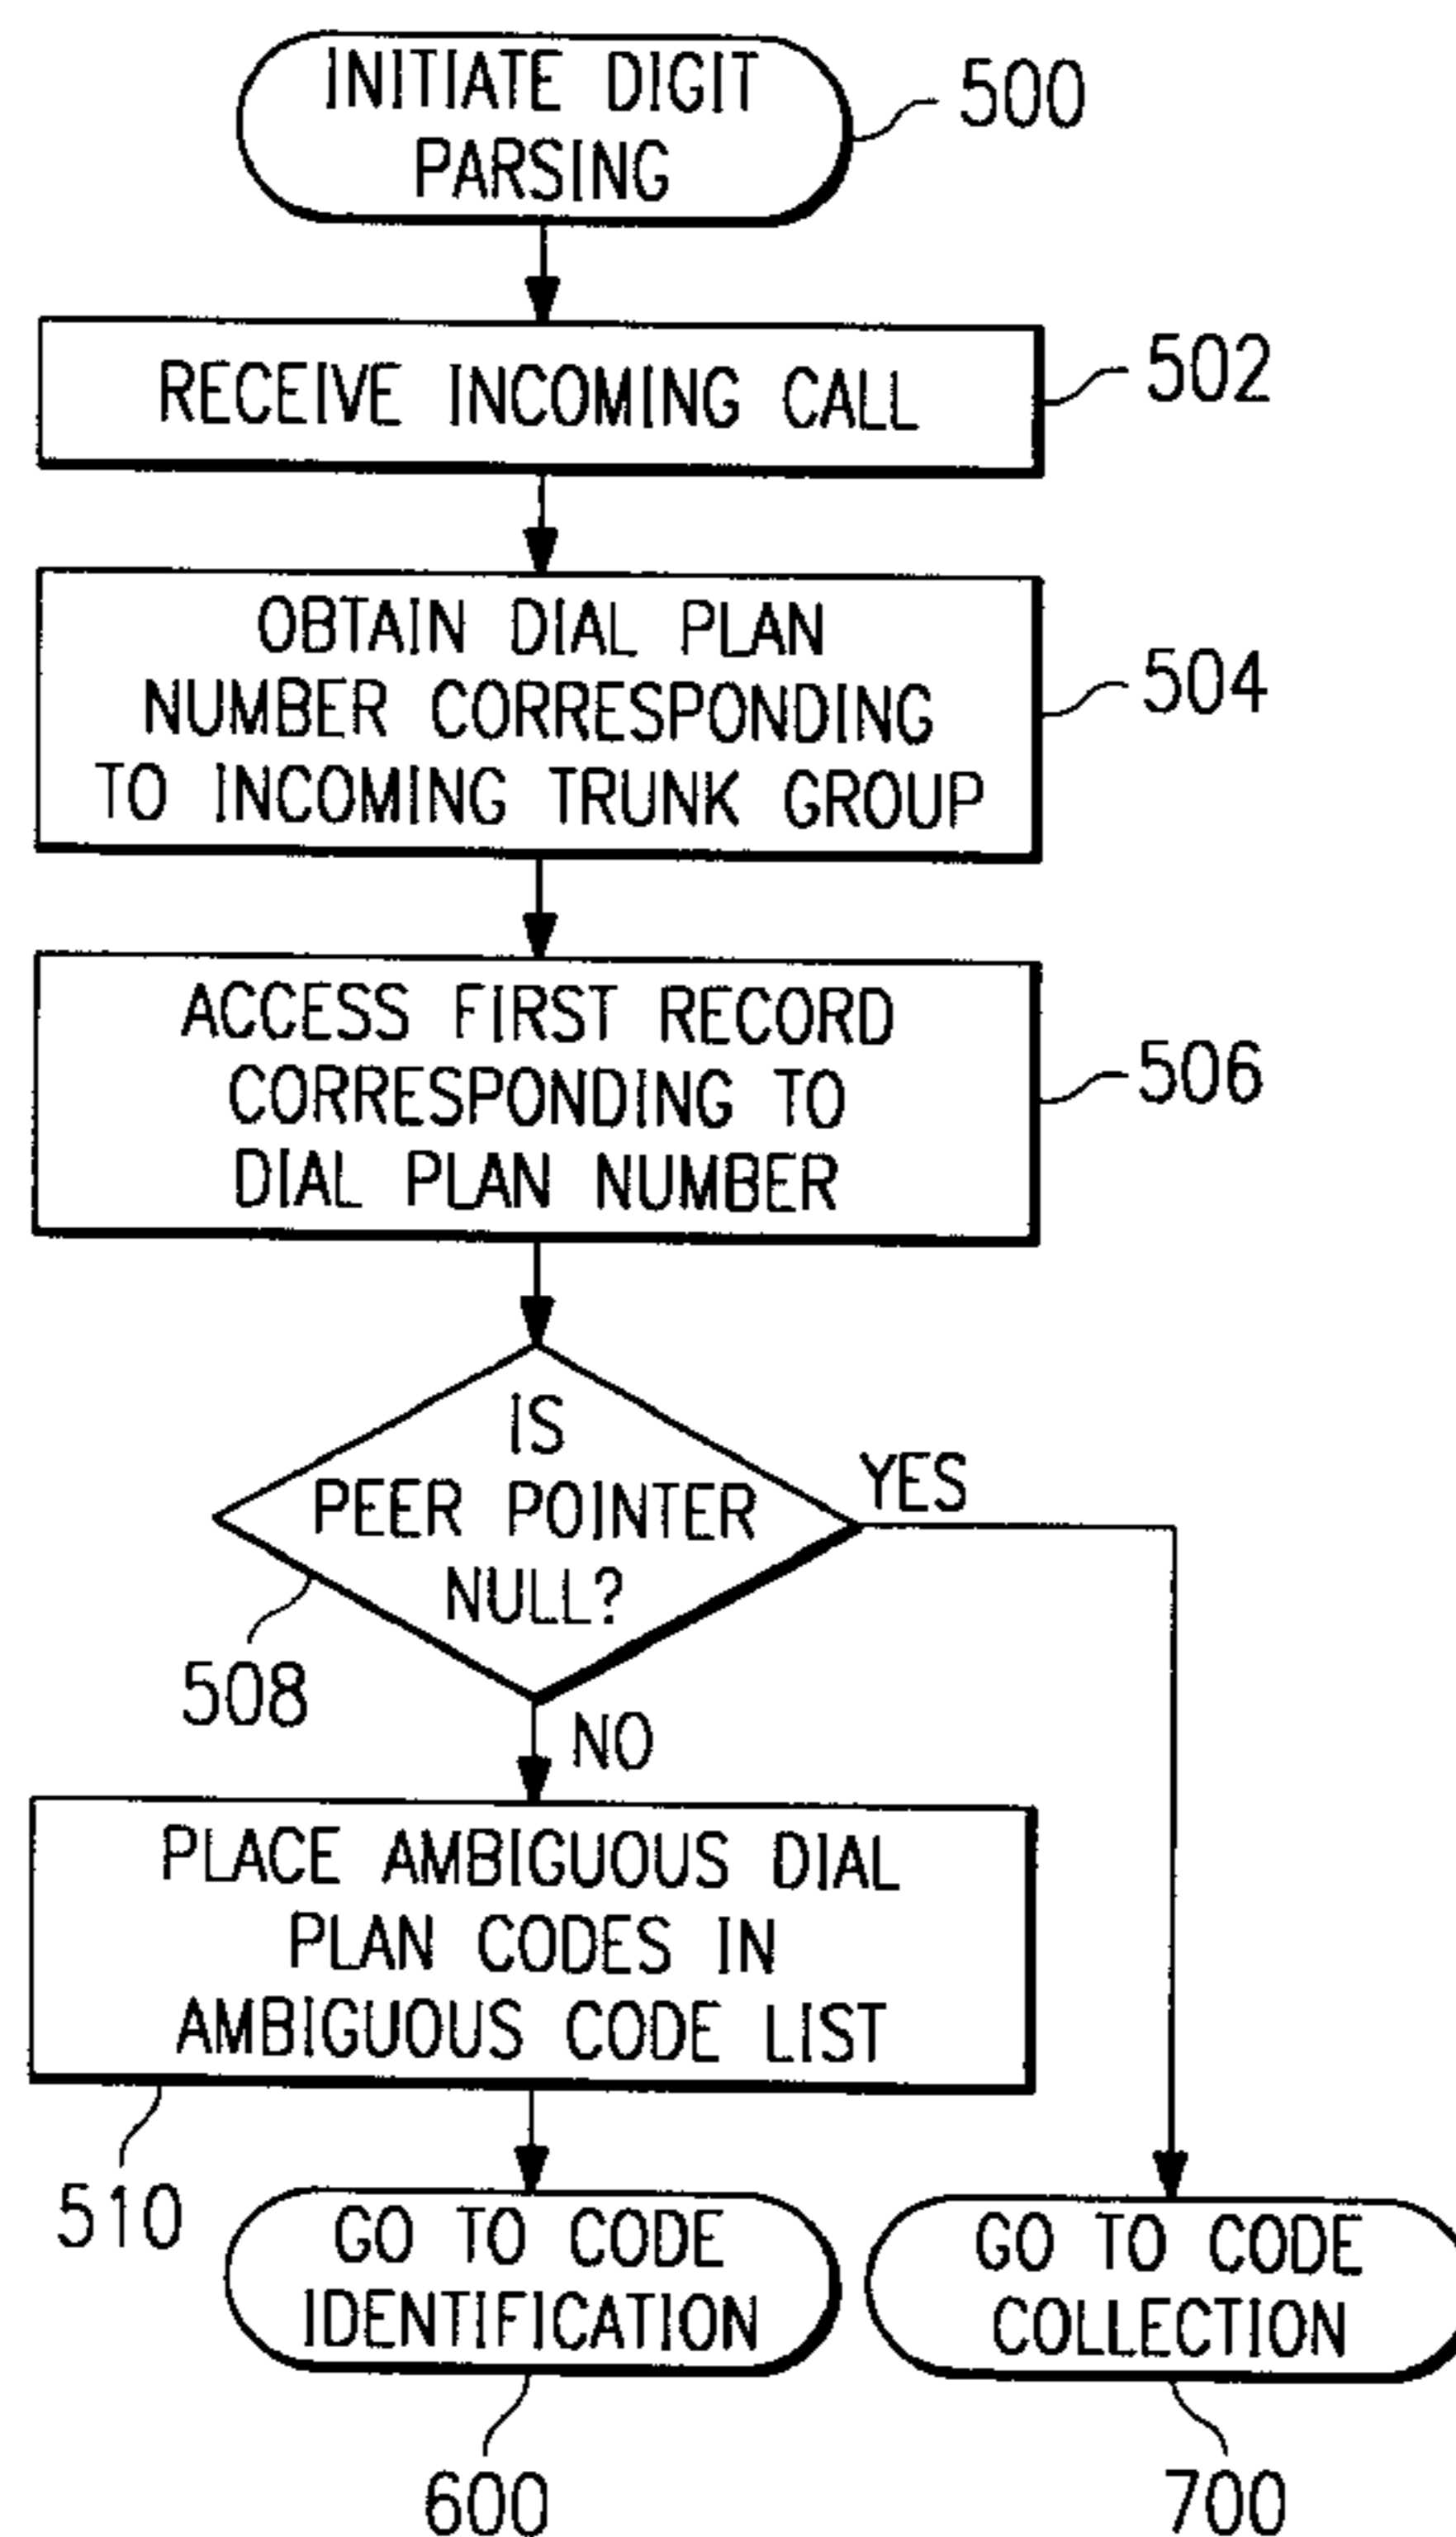 INITIATE DIGIT
PARSING
500
RECEIVE INCOMING CALL
502
OBTAIN DIAL PLAN
NUMBER CORRESPONDING
TO INCOMING TRUNK GROUP
504
ACCESS FIRST RECORD
CORRESPONDING TO
DIAL PLAN NUMBER
506
IS
PEER POINTER
NULL?
YES
508
NO
PLACE AMBIGUOUS DIAL
PLAN CODES IN
AMBIGUOUS CODE LIST
510
GO TO CODE
IDENTIFICATION
600
GO TO CODE
COLLECTION
700